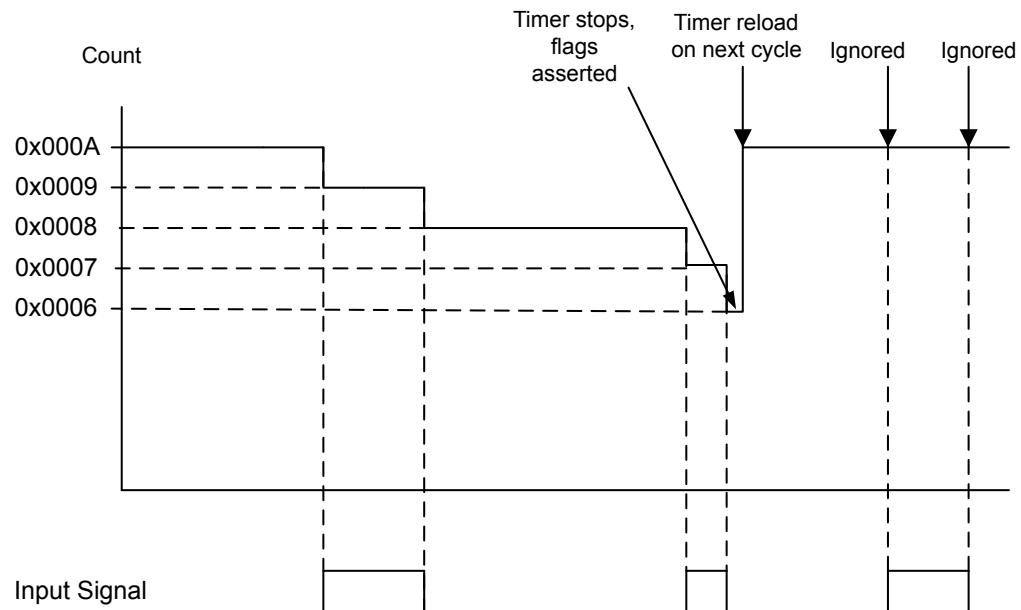 Timer stops,
flags
asserted
Timer reload
on next cycle
Ignored
Ignored
Count
0x000A
0x0009
0x0008
0x0007
0x0006
Input Signal